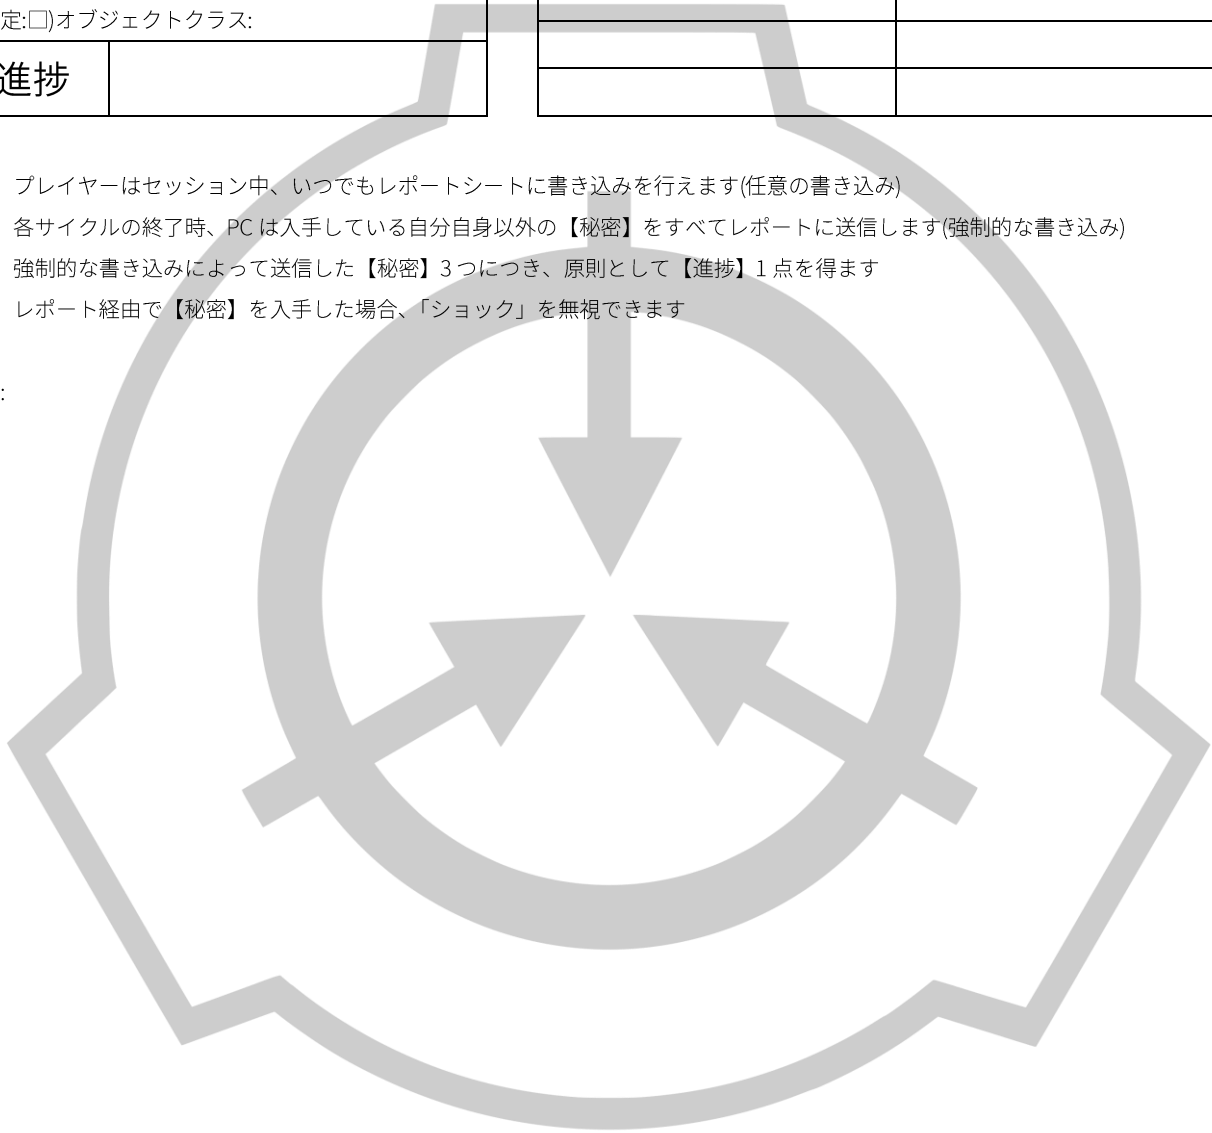 定:□)オブジェクトクラス:
進捗
プレイヤーはセッション中、いつでもレポートシートに書き込みを行えます(任意の書き込み)
各サイクルの終了時、PC は入手している自分自身以外の【秘密】をすべてレポートに送信します(強制的な書き込み)
強制的な書き込みによって送信した【秘密】3 つにつき、原則として【進捗】1 点を得ます
レポート経由で【秘密】を入手した場合、「ショック」を無視できます
: